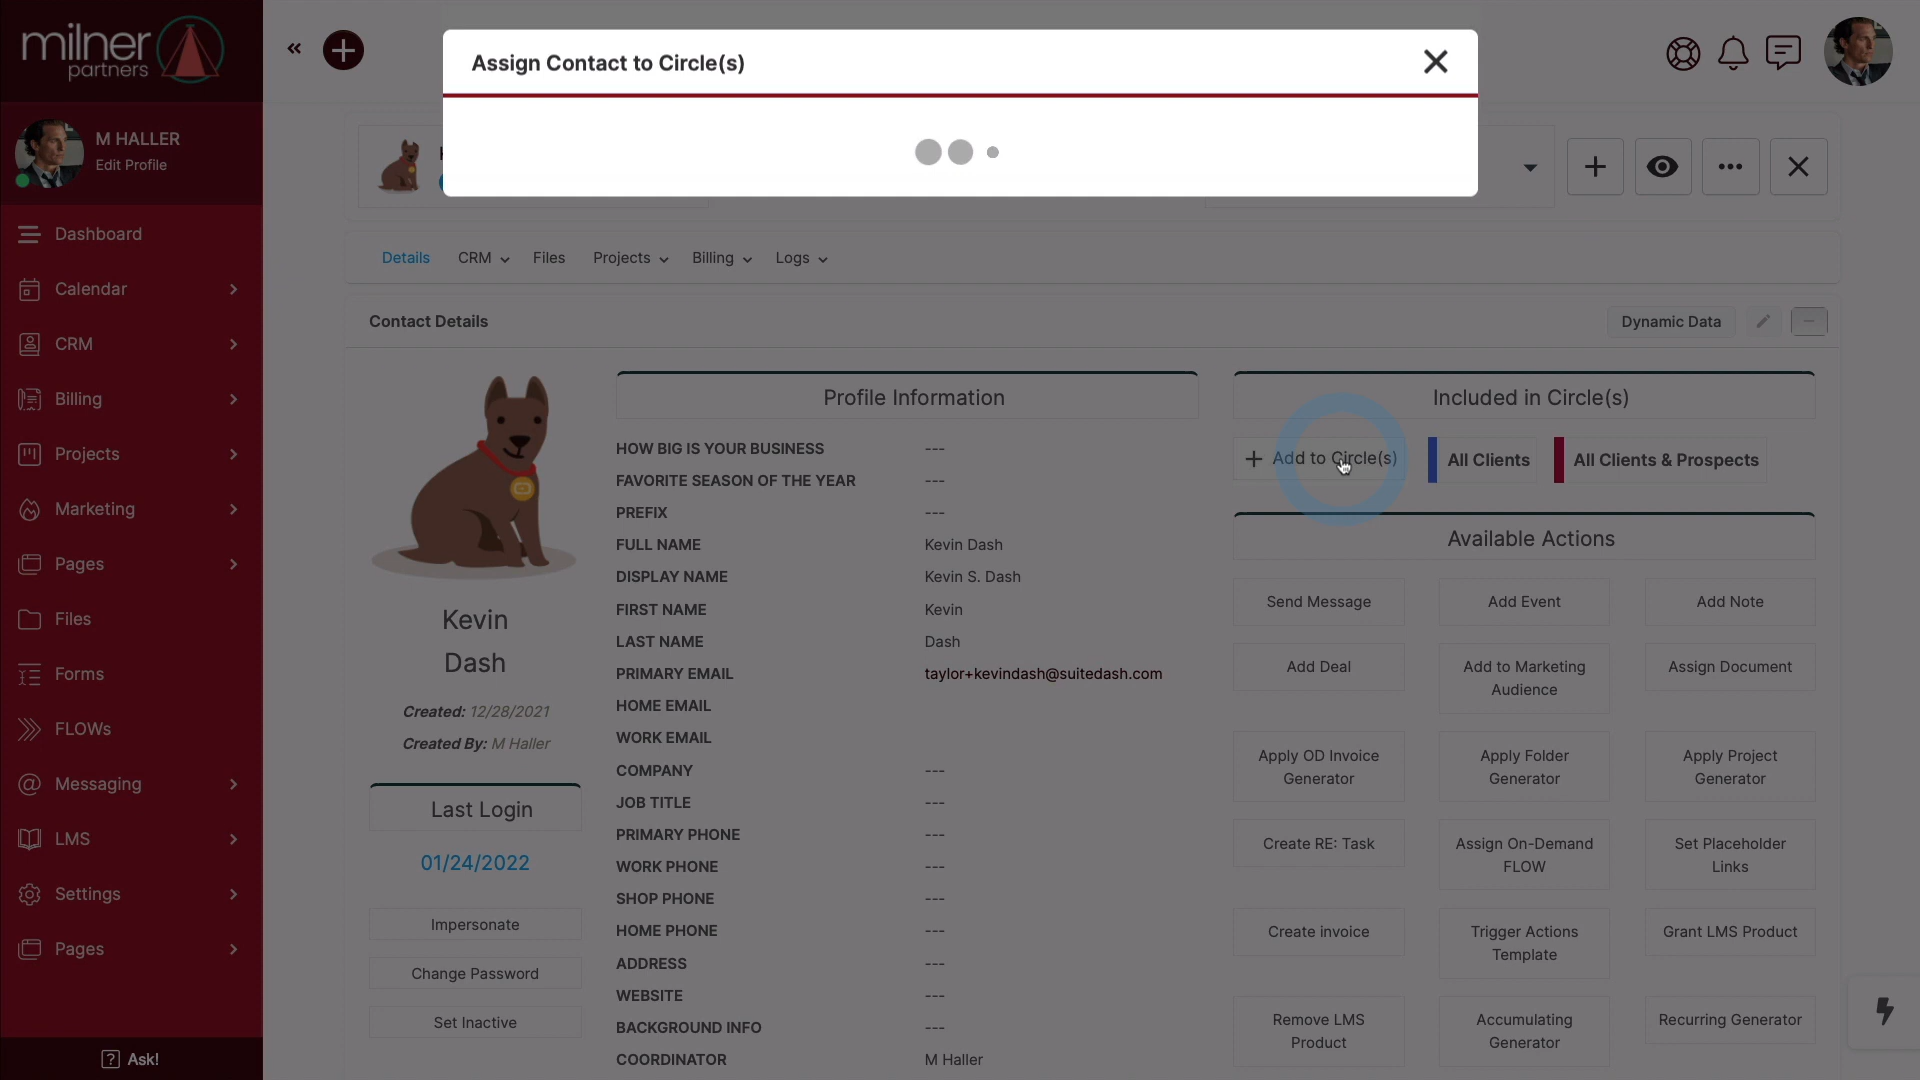 milner
partners
Assign Contact to Circle(s)
M HALLER
Edit Profile
Dashboard
Calendar
CRM
Billing
Projects
Marketing
Pages
Files
Forms
FLOWs
Messaging
LMS
Settings
Pages
Ask!
Details
CRM
Files
Projects
Billing
Logs
Contact Details
Dynamic Data
Kevin
Dash
Created: 12/28/2021
Created By: M Haller
Last Login
01/24/2022
Impersonate
Change Password
Set Inactive
Profile Information
HOW BIG IS YOUR BUSINESS ---
FAVORITE SEASON OF THE YEAR ---
PREFIX ---
FULL NAME Kevin Dash
DISPLAY NAME Kevin S. Dash
FIRST NAME Kevin
LAST NAME Dash
PRIMARY EMAIL taylor+kevindash@suitedash.com
HOME EMAIL
WORK EMAIL
COMPANY ---
JOB TITLE ---
PRIMARY PHONE ---
WORK PHONE ---
SHOP PHONE ---
HOME PHONE ---
ADDRESS ---
WEBSITE ---
BACKGROUND INFO ---
COORDINATOR M Haller
Included in Circle(s)
Add to Circle(s)
All Clients
All Clients & Prospects
Available Actions
Send Message
Add Event
Add Note
Add Deal
Add to Marketing
Audience
Assign Document
Apply OD Invoice
Generator
Apply Folder
Generator
Apply Project
Generator
Create RE: Task
Assign On-Demand
FLOW
Set Placeholder
Links
Create invoice
Trigger Actions
Template
Grant LMS Product
Remove LMS
Product
Accumulating
Generator
Recurring Generator